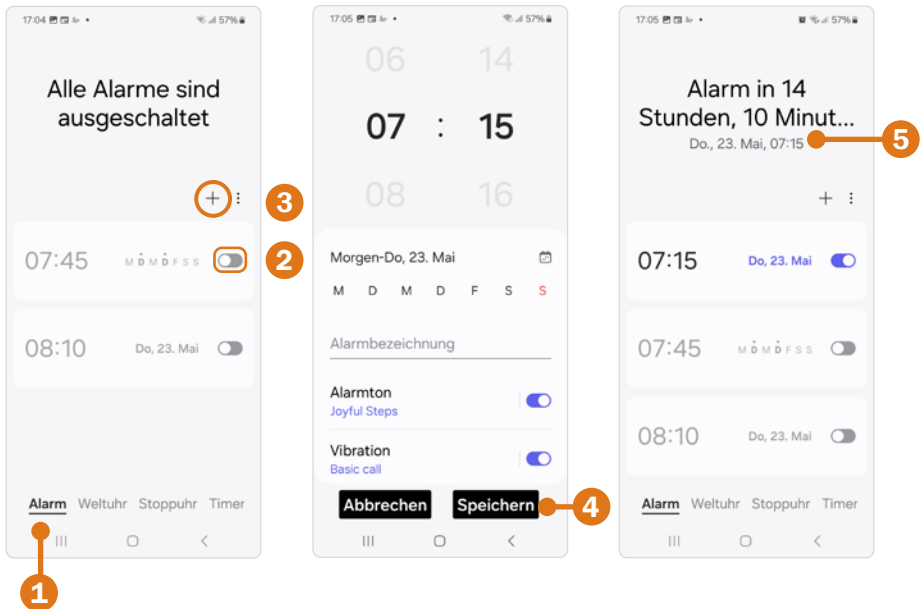 17:04 57%
Alle Alarme sind
ausgeschaltet
3
07:45 M D M D F S S
2
08:10 Do, 23. Mai
Alarm Weltuhr Stoppuhr Timer
1
17:05 57%
06 14
07 : 15
08 16
Morgen-Do, 23. Mai
M D M D F S S
Alarmbezeichnung
Alarmton
Joyful Steps
Vibration
Basic call
Abbrechen Speichern
4
17:05 57%
Alarm in 14
Stunden, 10 Minut...
Do., 23. Mai, 07:15
5
07:15 Do, 23. Mai
07:45 M D M D F S S
08:10 Do, 23. Mai
Alarm Weltuhr Stoppuhr Timer